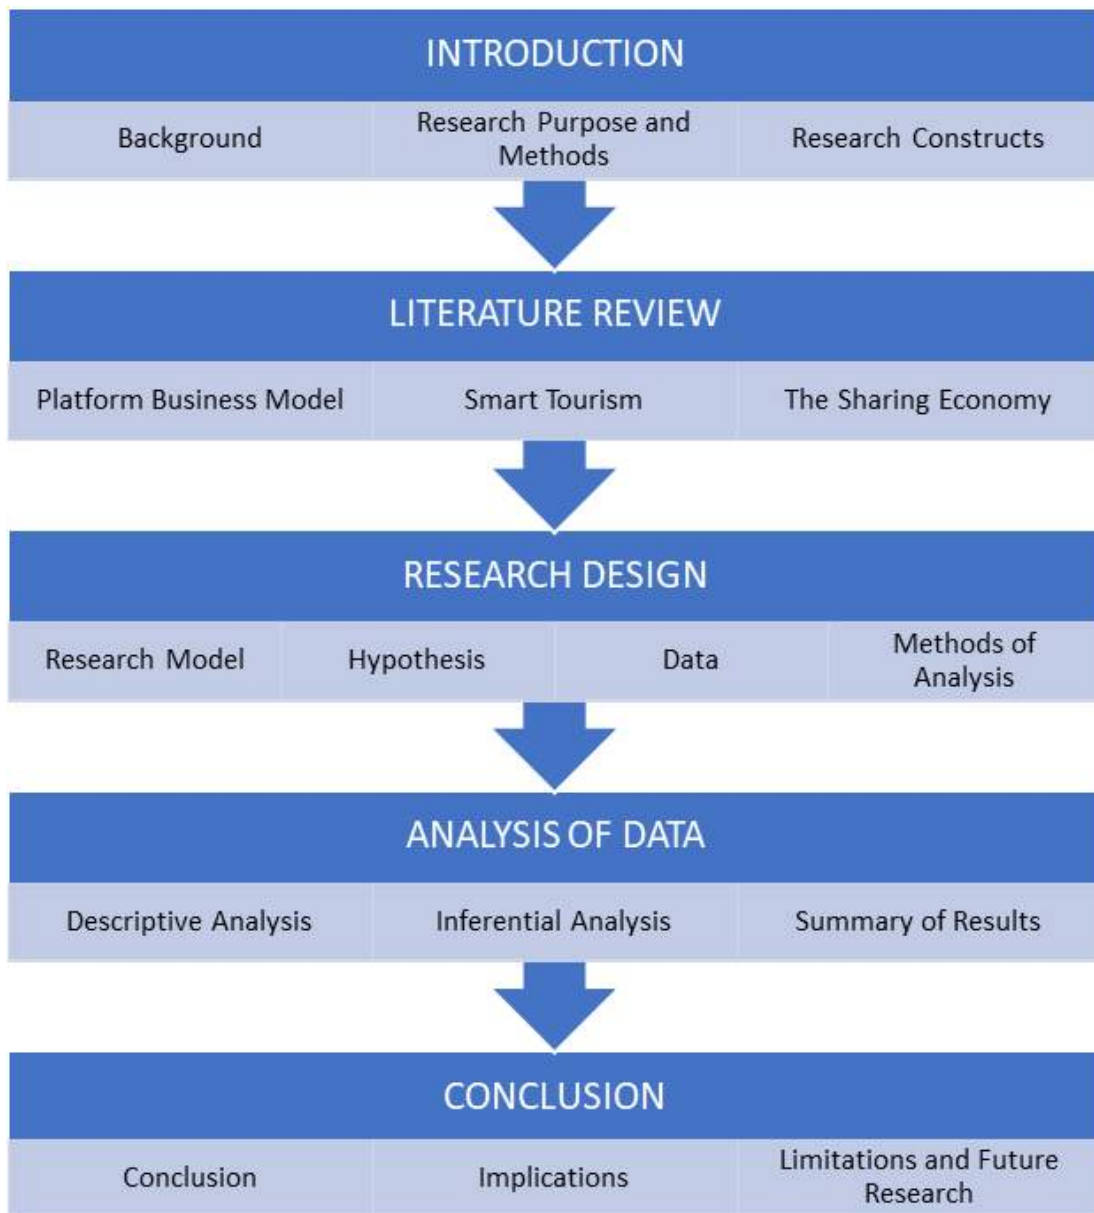 INTRODUCTION
Background
Research Purpose and
Methods
Research Constructs
LITERATURE REVIEW
Platform Business Model
Smart Tourism
The Sharing Economy
RESEARCH DESIGN
Research Model
Hypothesis
Data
Methods of
Analysis
ANALYSIS OF DATA
Descriptive Analysis
Inferential Analysis
Summary of Results
CONCLUSION
Conclusion
Implications
Limitations and Future
Research